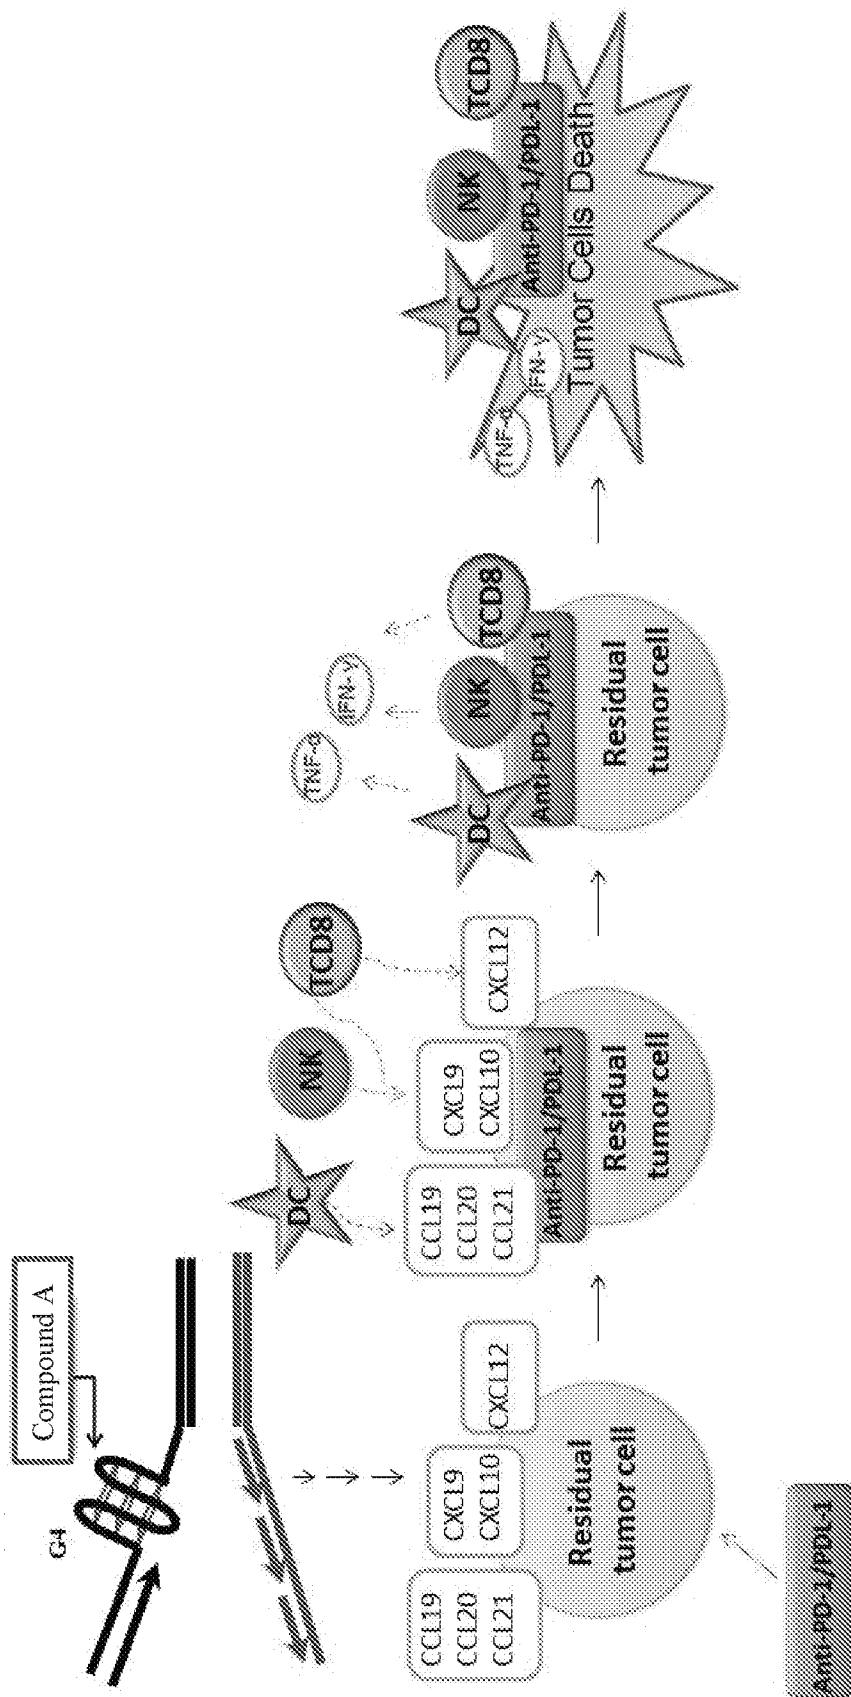 G4
Compound A
CCL19
CCL20
CCL21
CXCL9
CXCL10
CXCL12
Residual
tumor cell
Anti-PD-1/PDL-1
DC
NK
TCD8
CCL19
CCL20
CCL21
CXCL9
CXCL10
CXCL12
Anti-PD-1/PDL-1
Residual
tumor cell
TNF-α
IFN-γ
DC
NK
TCD8
Anti-PD-1/PDL-1
Residual
tumor cell
DC
NK
TCD8
TNF-α
IFN-γ
Anti-PD-1/PDL-1
Tumor Cells Death